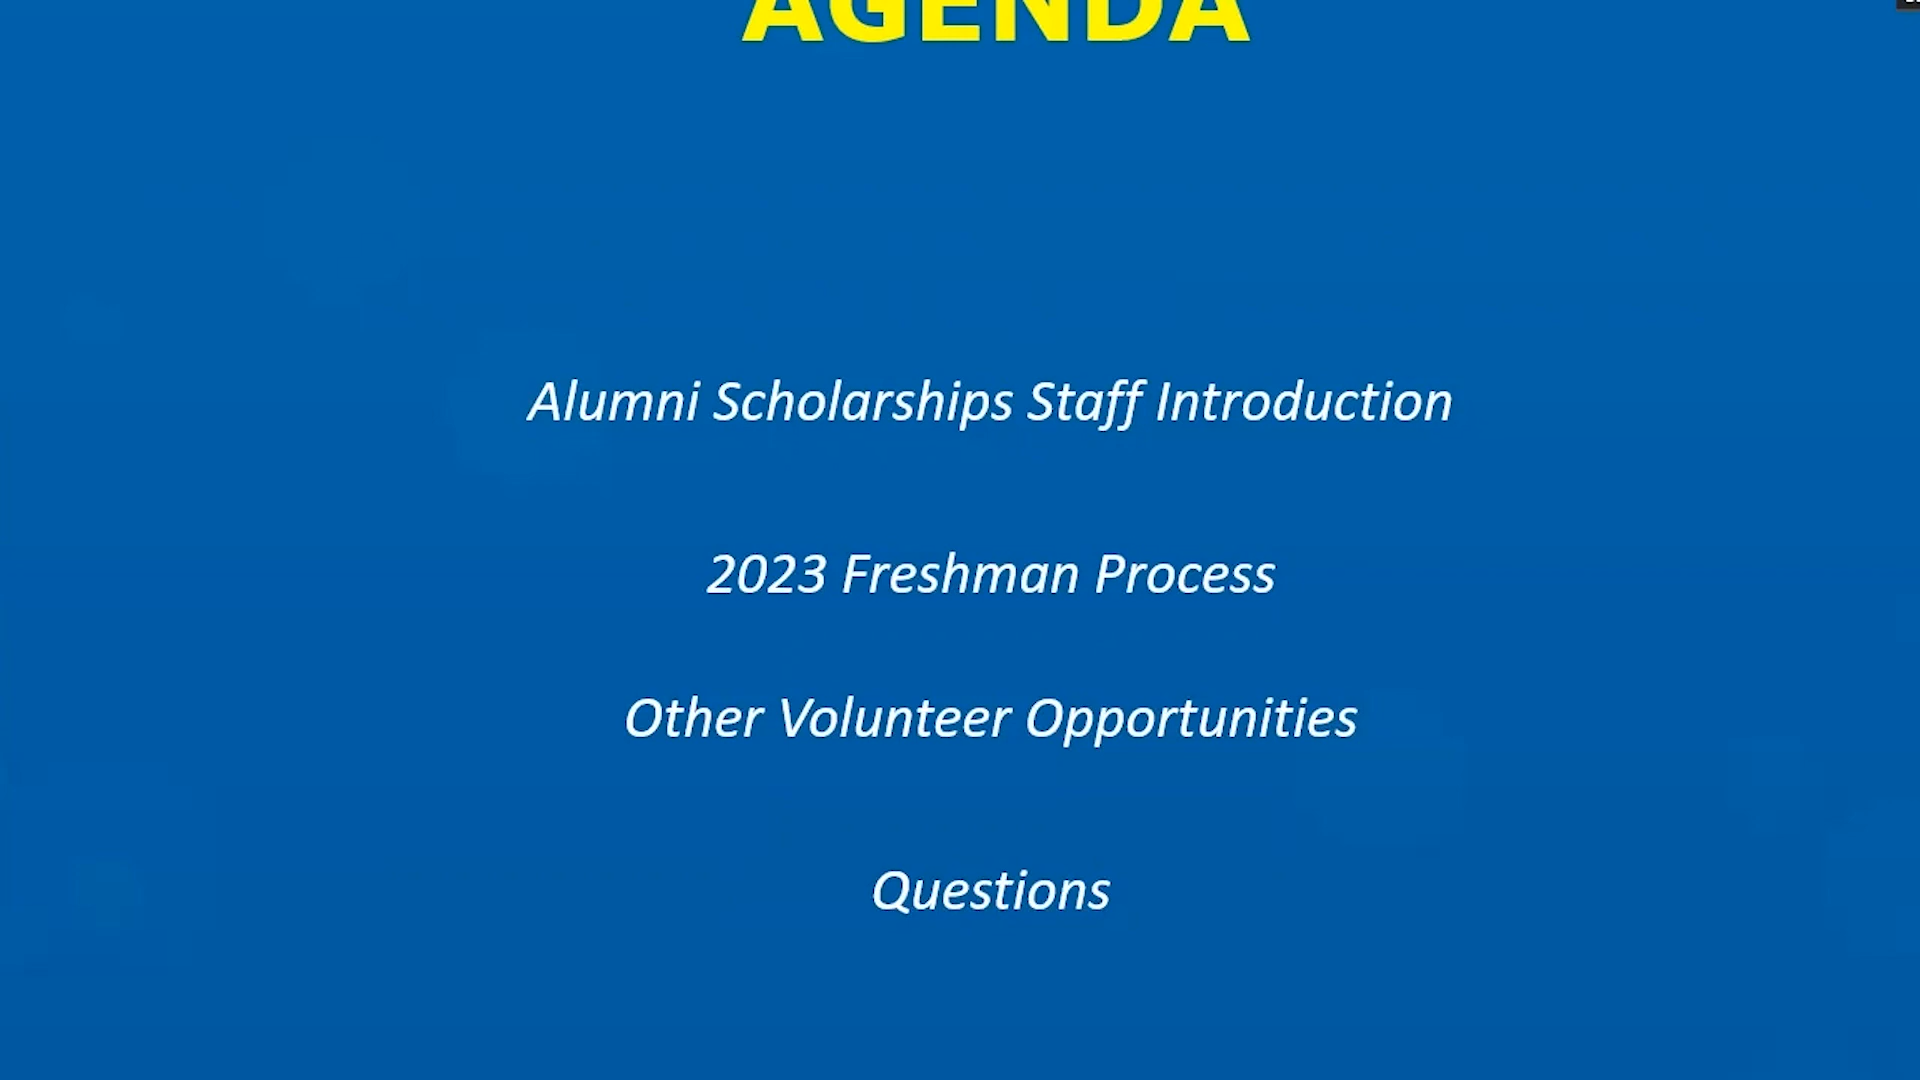 AGENDA
Alumni Scholarships Staff Introduction
2023 Freshman Process
Other Volunteer Opportunities
Questions